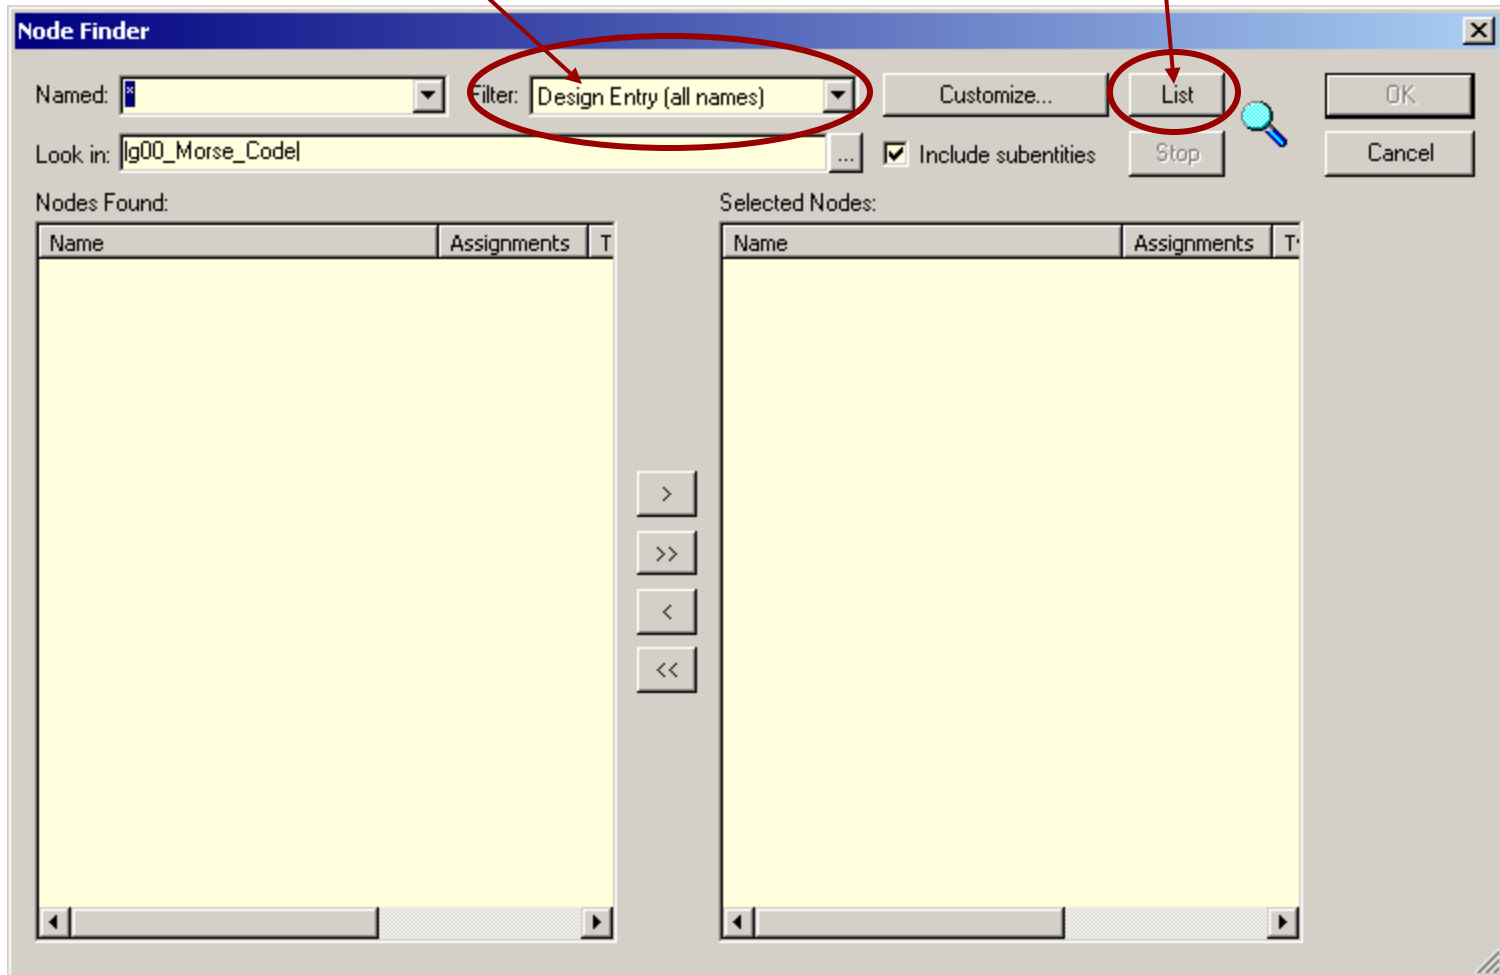 Node Finder
Named: * Filter: Design Entry (all names) Customize... List OK
Look in: |g00_Morse_Code| ... Include subentities Stop Cancel
Nodes Found: Selected Nodes:
Name Assignments T Name Assignments T
>
>>
<
<<